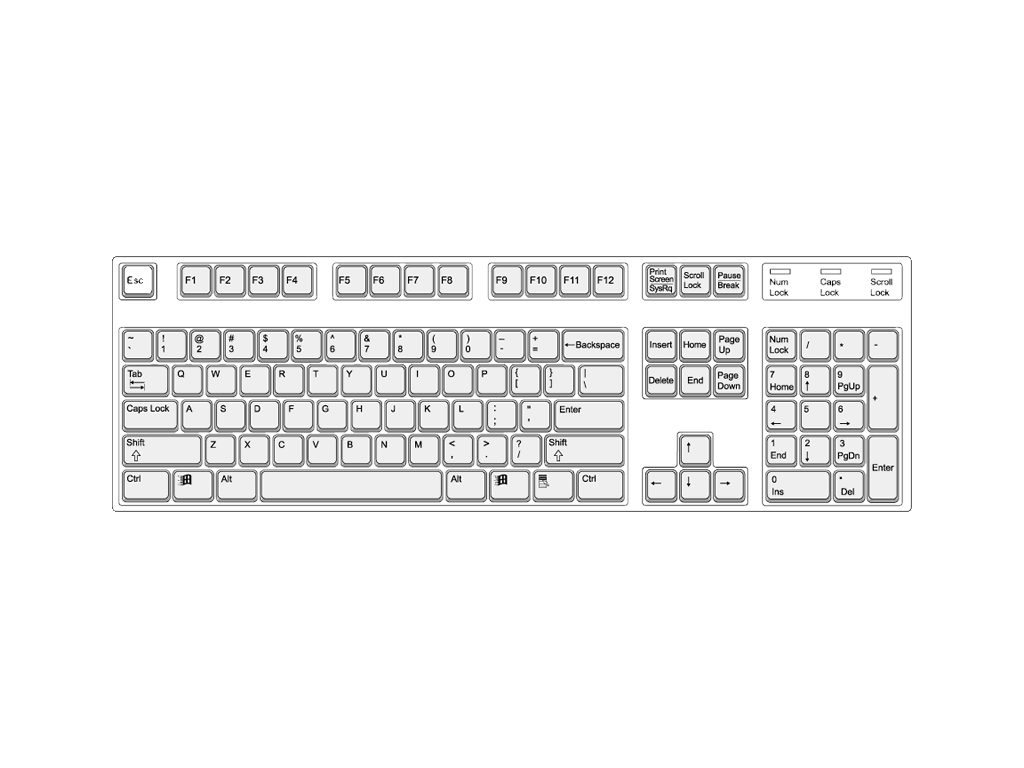 Esc F1 F2 F3 F4 F5 F6 F7 F8 F9 F10 F11 F12 Print Screen SysRq Scroll Lock Pause Break
Num Lock Caps Lock Scroll Lock
~ ` ! 1 @ 2 # 3 $ 4 % 5 ^ 6 & 7 * 8 ( 9 ) 0 – - + = ←Backspace Insert Home Page Up Num Lock / * -
Tab Q W E R T Y U I O P { [ } ] | \ Delete End Page Down 7 Home 8 ↑ 9 PgUp +
Caps Lock A S D F G H J K L : ; " ' Enter 4 ← 5 6 →
Shift ⇧ Z X C V B N M < , > . ? / Shift ⇧ ↑ 1 End 2 ↓ 3 PgDn Enter
Ctrl Alt Alt Ctrl ← ↓ → 0 Ins • Del